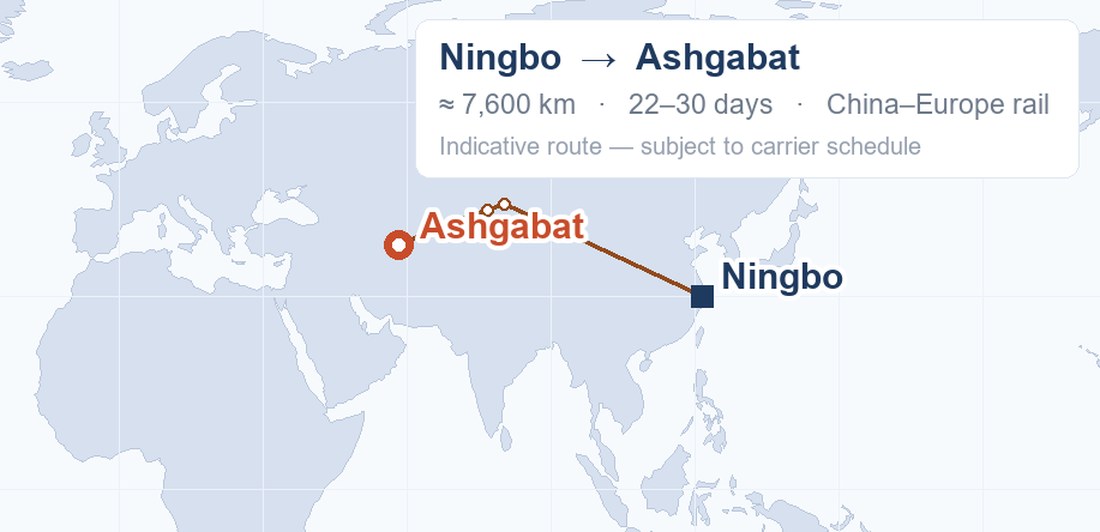 Ningbo → Ashgabat
≈ 7,600 km · 22–30 days · China–Europe rail
Indicative route — subject to carrier schedule
Ashgabat
Ningbo